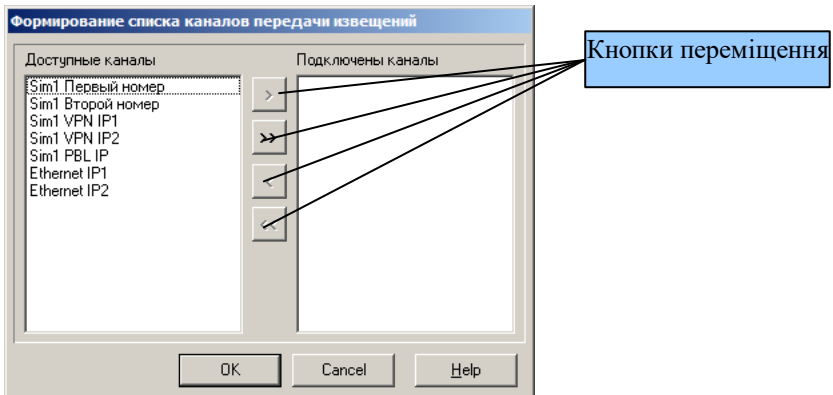 Формирование списка каналов передачи извещений
Доступные каналы
Подключены каналы
Sim1 Первый номер
Sim1 Второй номер
Sim1 VPN IP1
Sim1 VPN IP2
Sim1 PBL IP
Ethernet IP1
Ethernet IP2
>
>>
<
<<
OK
Cancel
Help
Кнопки переміщення